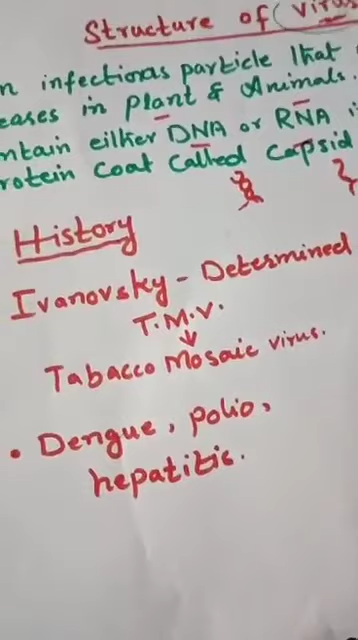 Structure of Virus
n infectious particle that
eases in Plant & Animals.
ntain either DNA or RNA i
rotein coat called capsid
History
Ivanovsky - Determined
T.M.V.
↓
Tabacco Mosaic virus.
• Dengue, polio,
hepatitis.